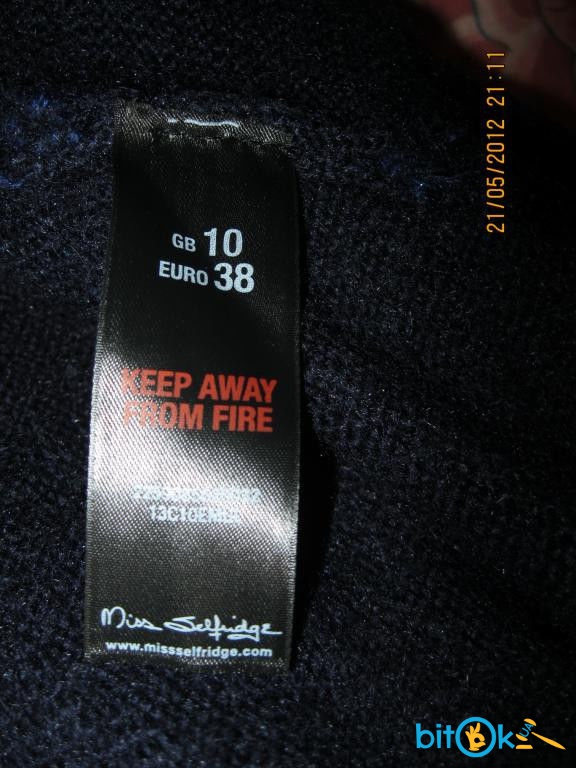 21/05/2012 21:11
GB 10
EURO 38
KEEP AWAY
FROM FIRE
Miss Selfridge
www.missselfridge.com
bitok UA